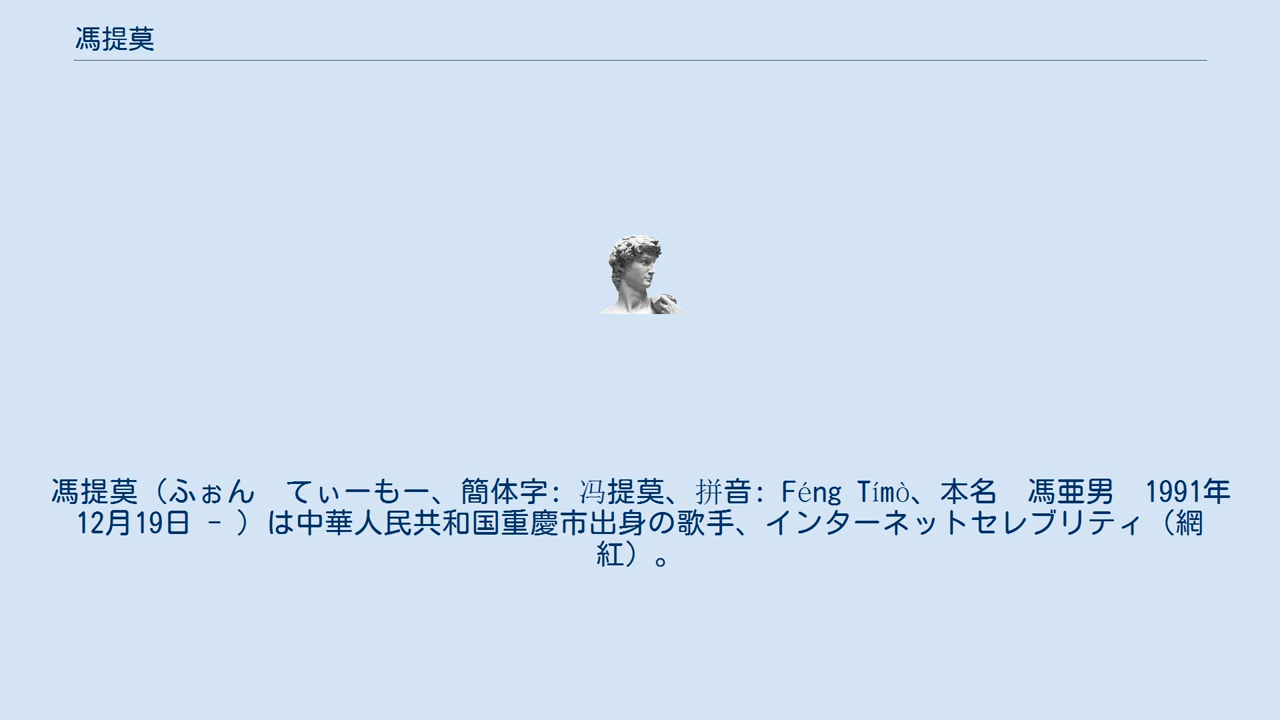 馮提莫
馮提莫（ふぉん　てぃーもー、簡体字: 冯提莫、拼音: Féng Tímò、本名　馮亜男　1991年
12月19日 - ）は中華人民共和国重慶市出身の歌手、インターネットセレブリティ（網
紅）。